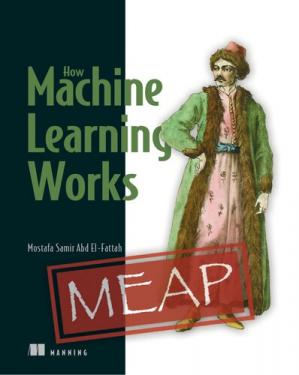 How
Machine
Learning
Works
Mostafa Samir Abd El-Fattah
MEAP
MANNING